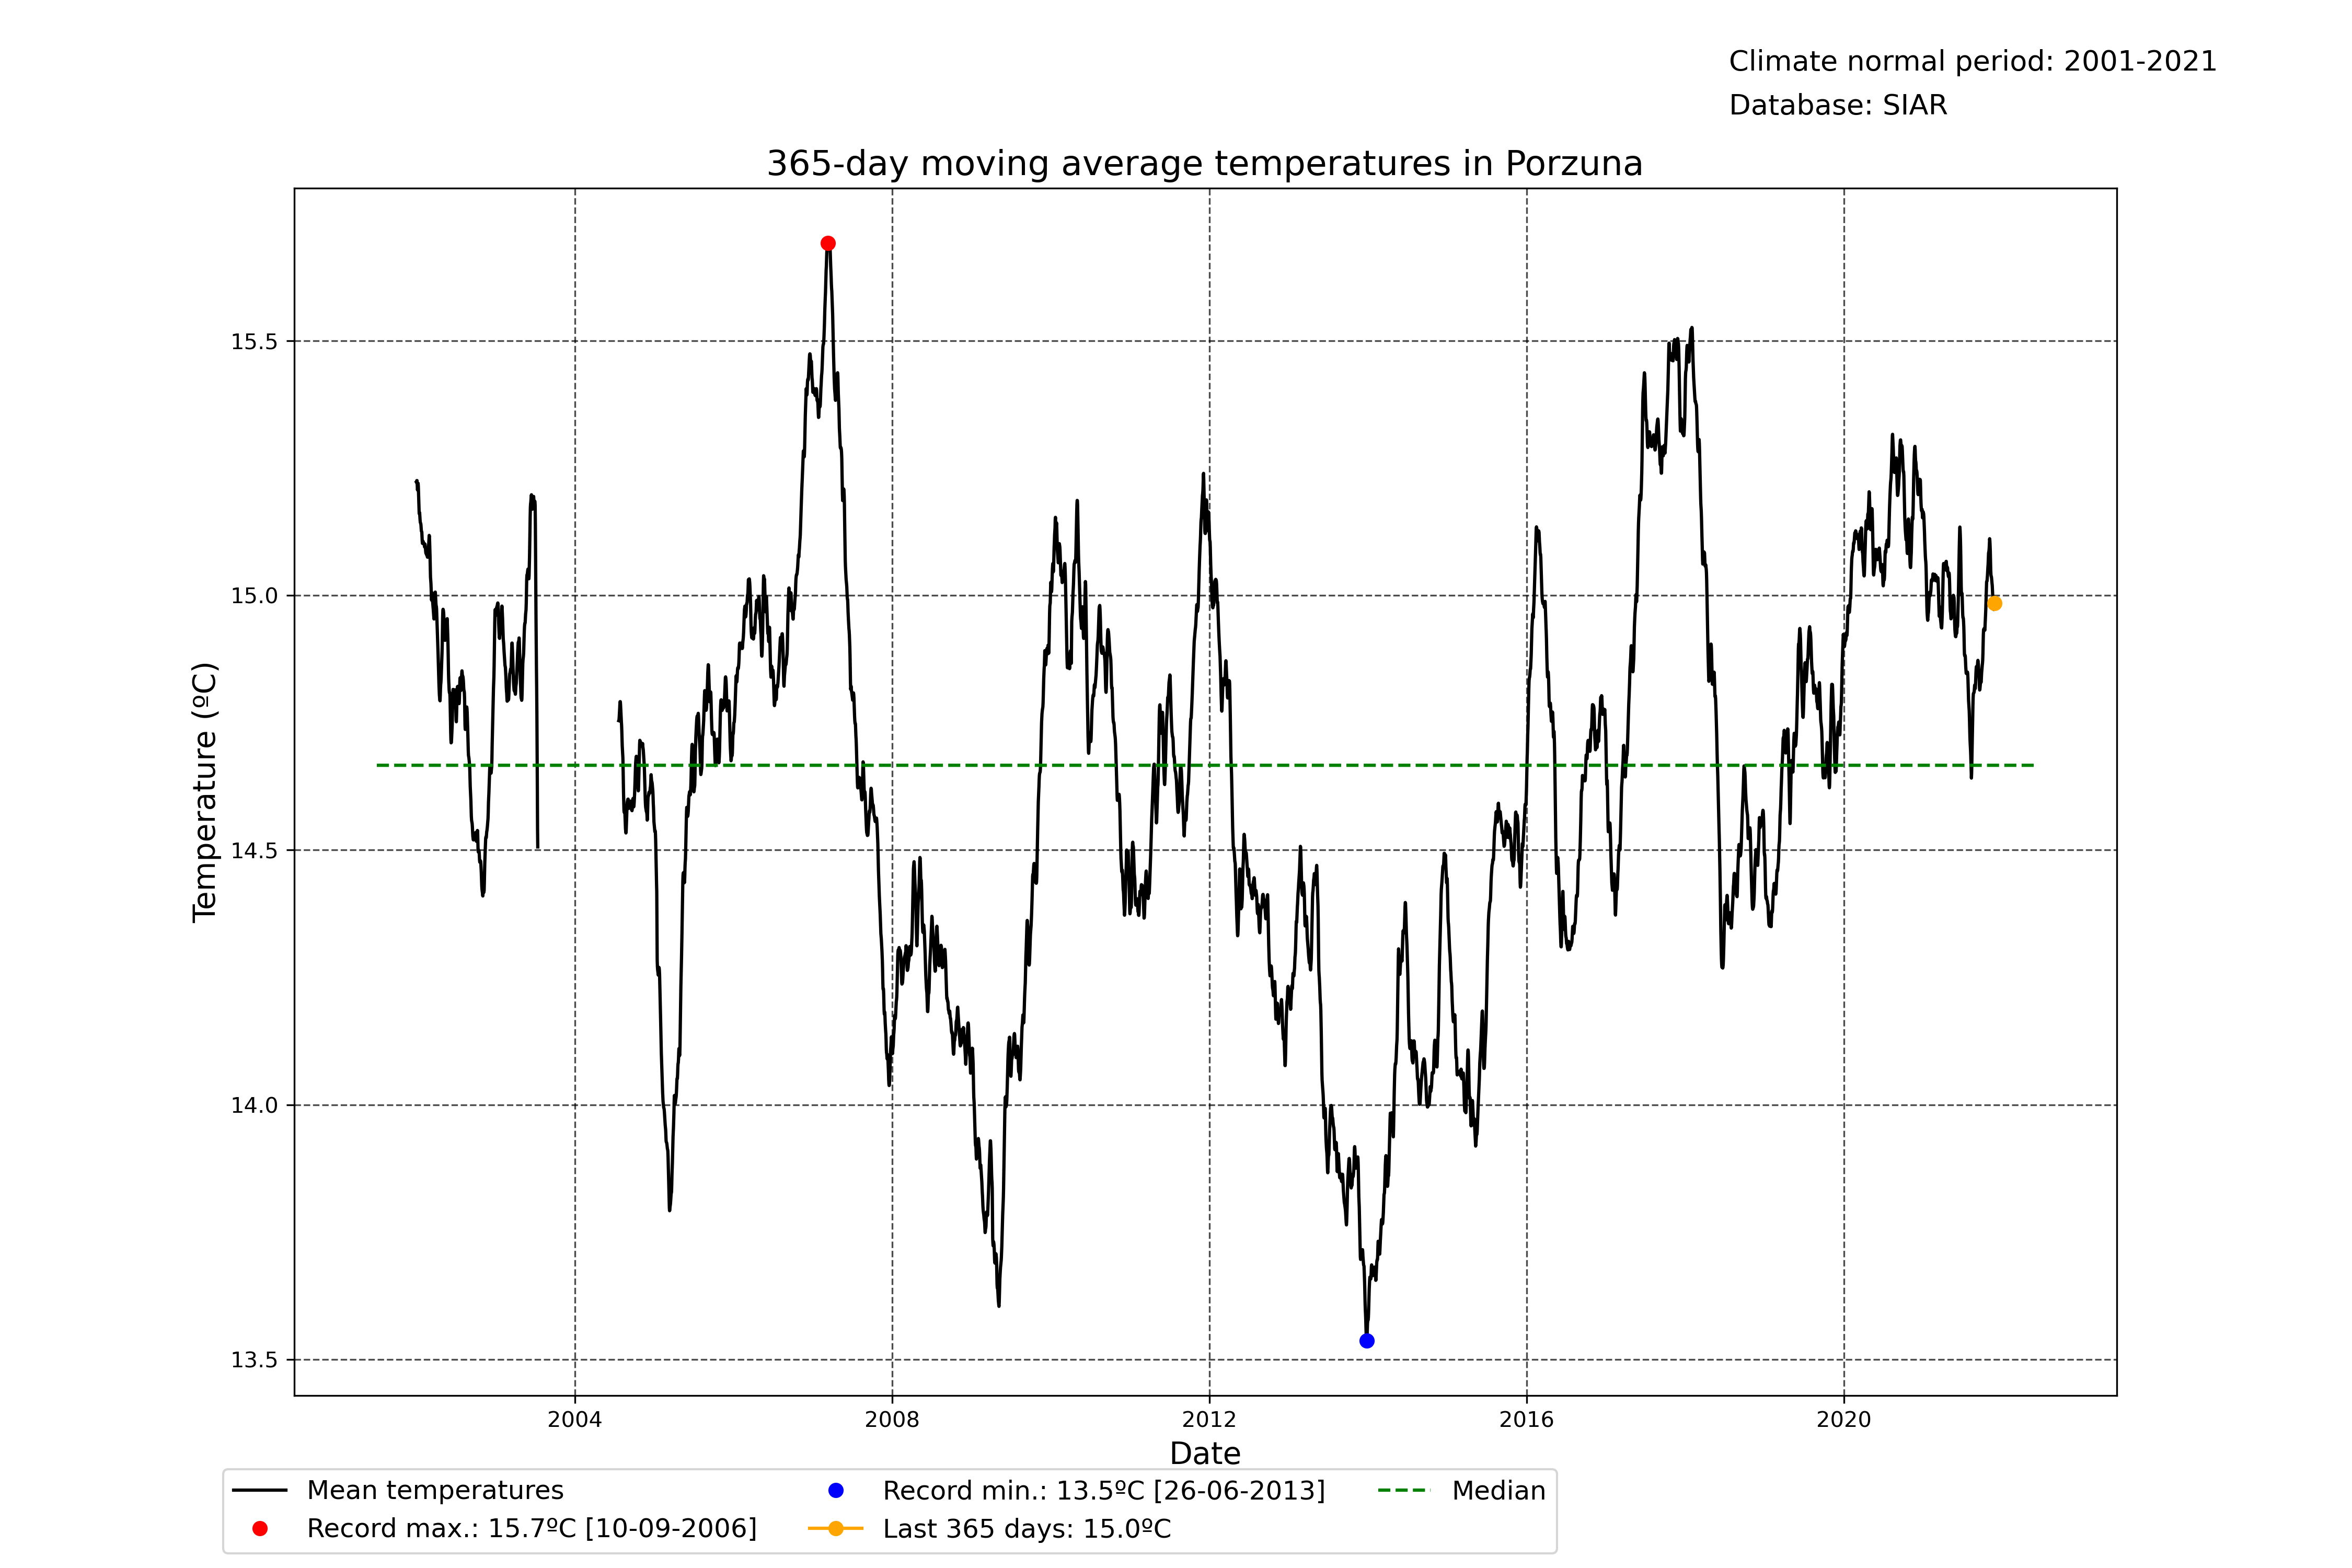 Climate normal period: 2001-2021
Database: SIAR
365-day moving average temperatures in Porzuna
15.5
15.0
14.5
14.0
13.5
Temperature (ºC)
2004 2008 2012 2016 2020
Date
Mean temperatures
Record max.: 15.7ºC [10-09-2006]
Record min.: 13.5ºC [26-06-2013]
Last 365 days: 15.0ºC
Median